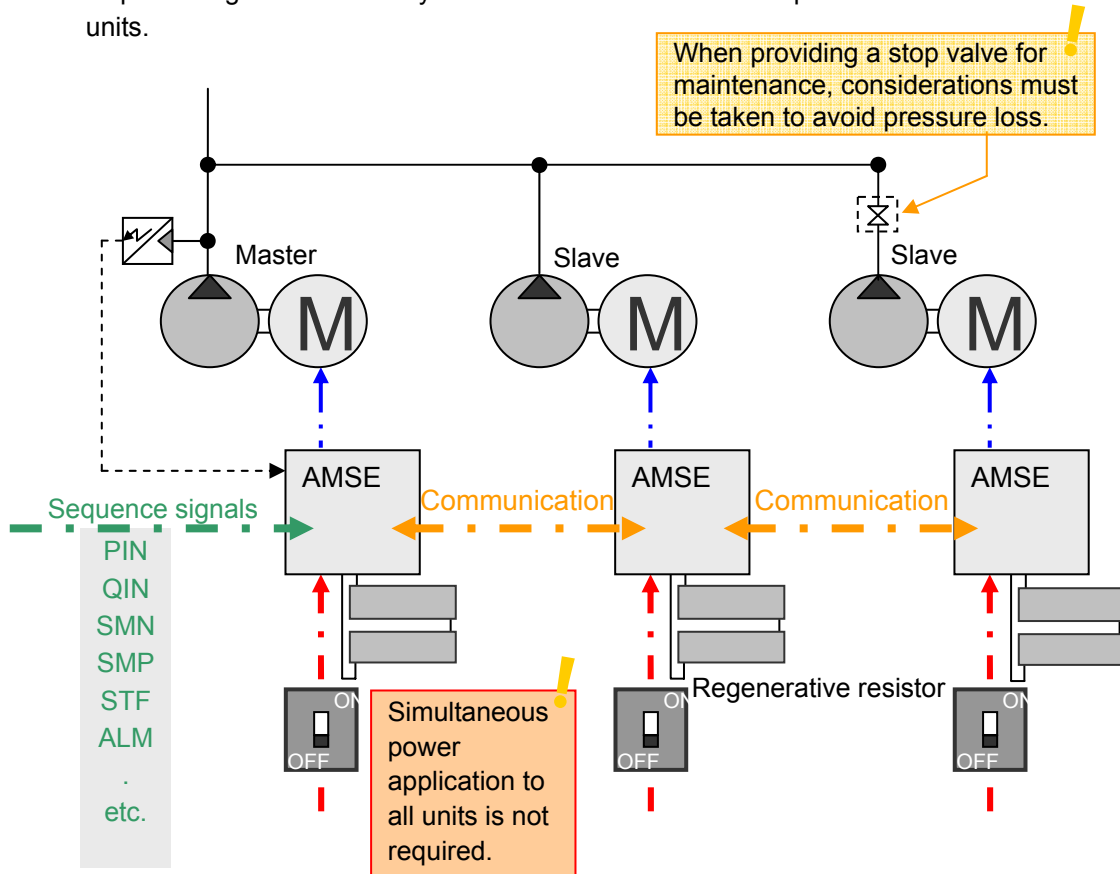 units.
When providing a stop valve for
maintenance, considerations must
be taken to avoid pressure loss.
Master
Slave
Slave
M
M
M
AMSE
AMSE
AMSE
Sequence signals
Communication
Communication
PIN
QIN
SMN
SMP
STF
ALM
.
etc.
Regenerative resistor
ON
OFF
ON
OFF
ON
OFF
Simultaneous
power
application to
all units is not
required.